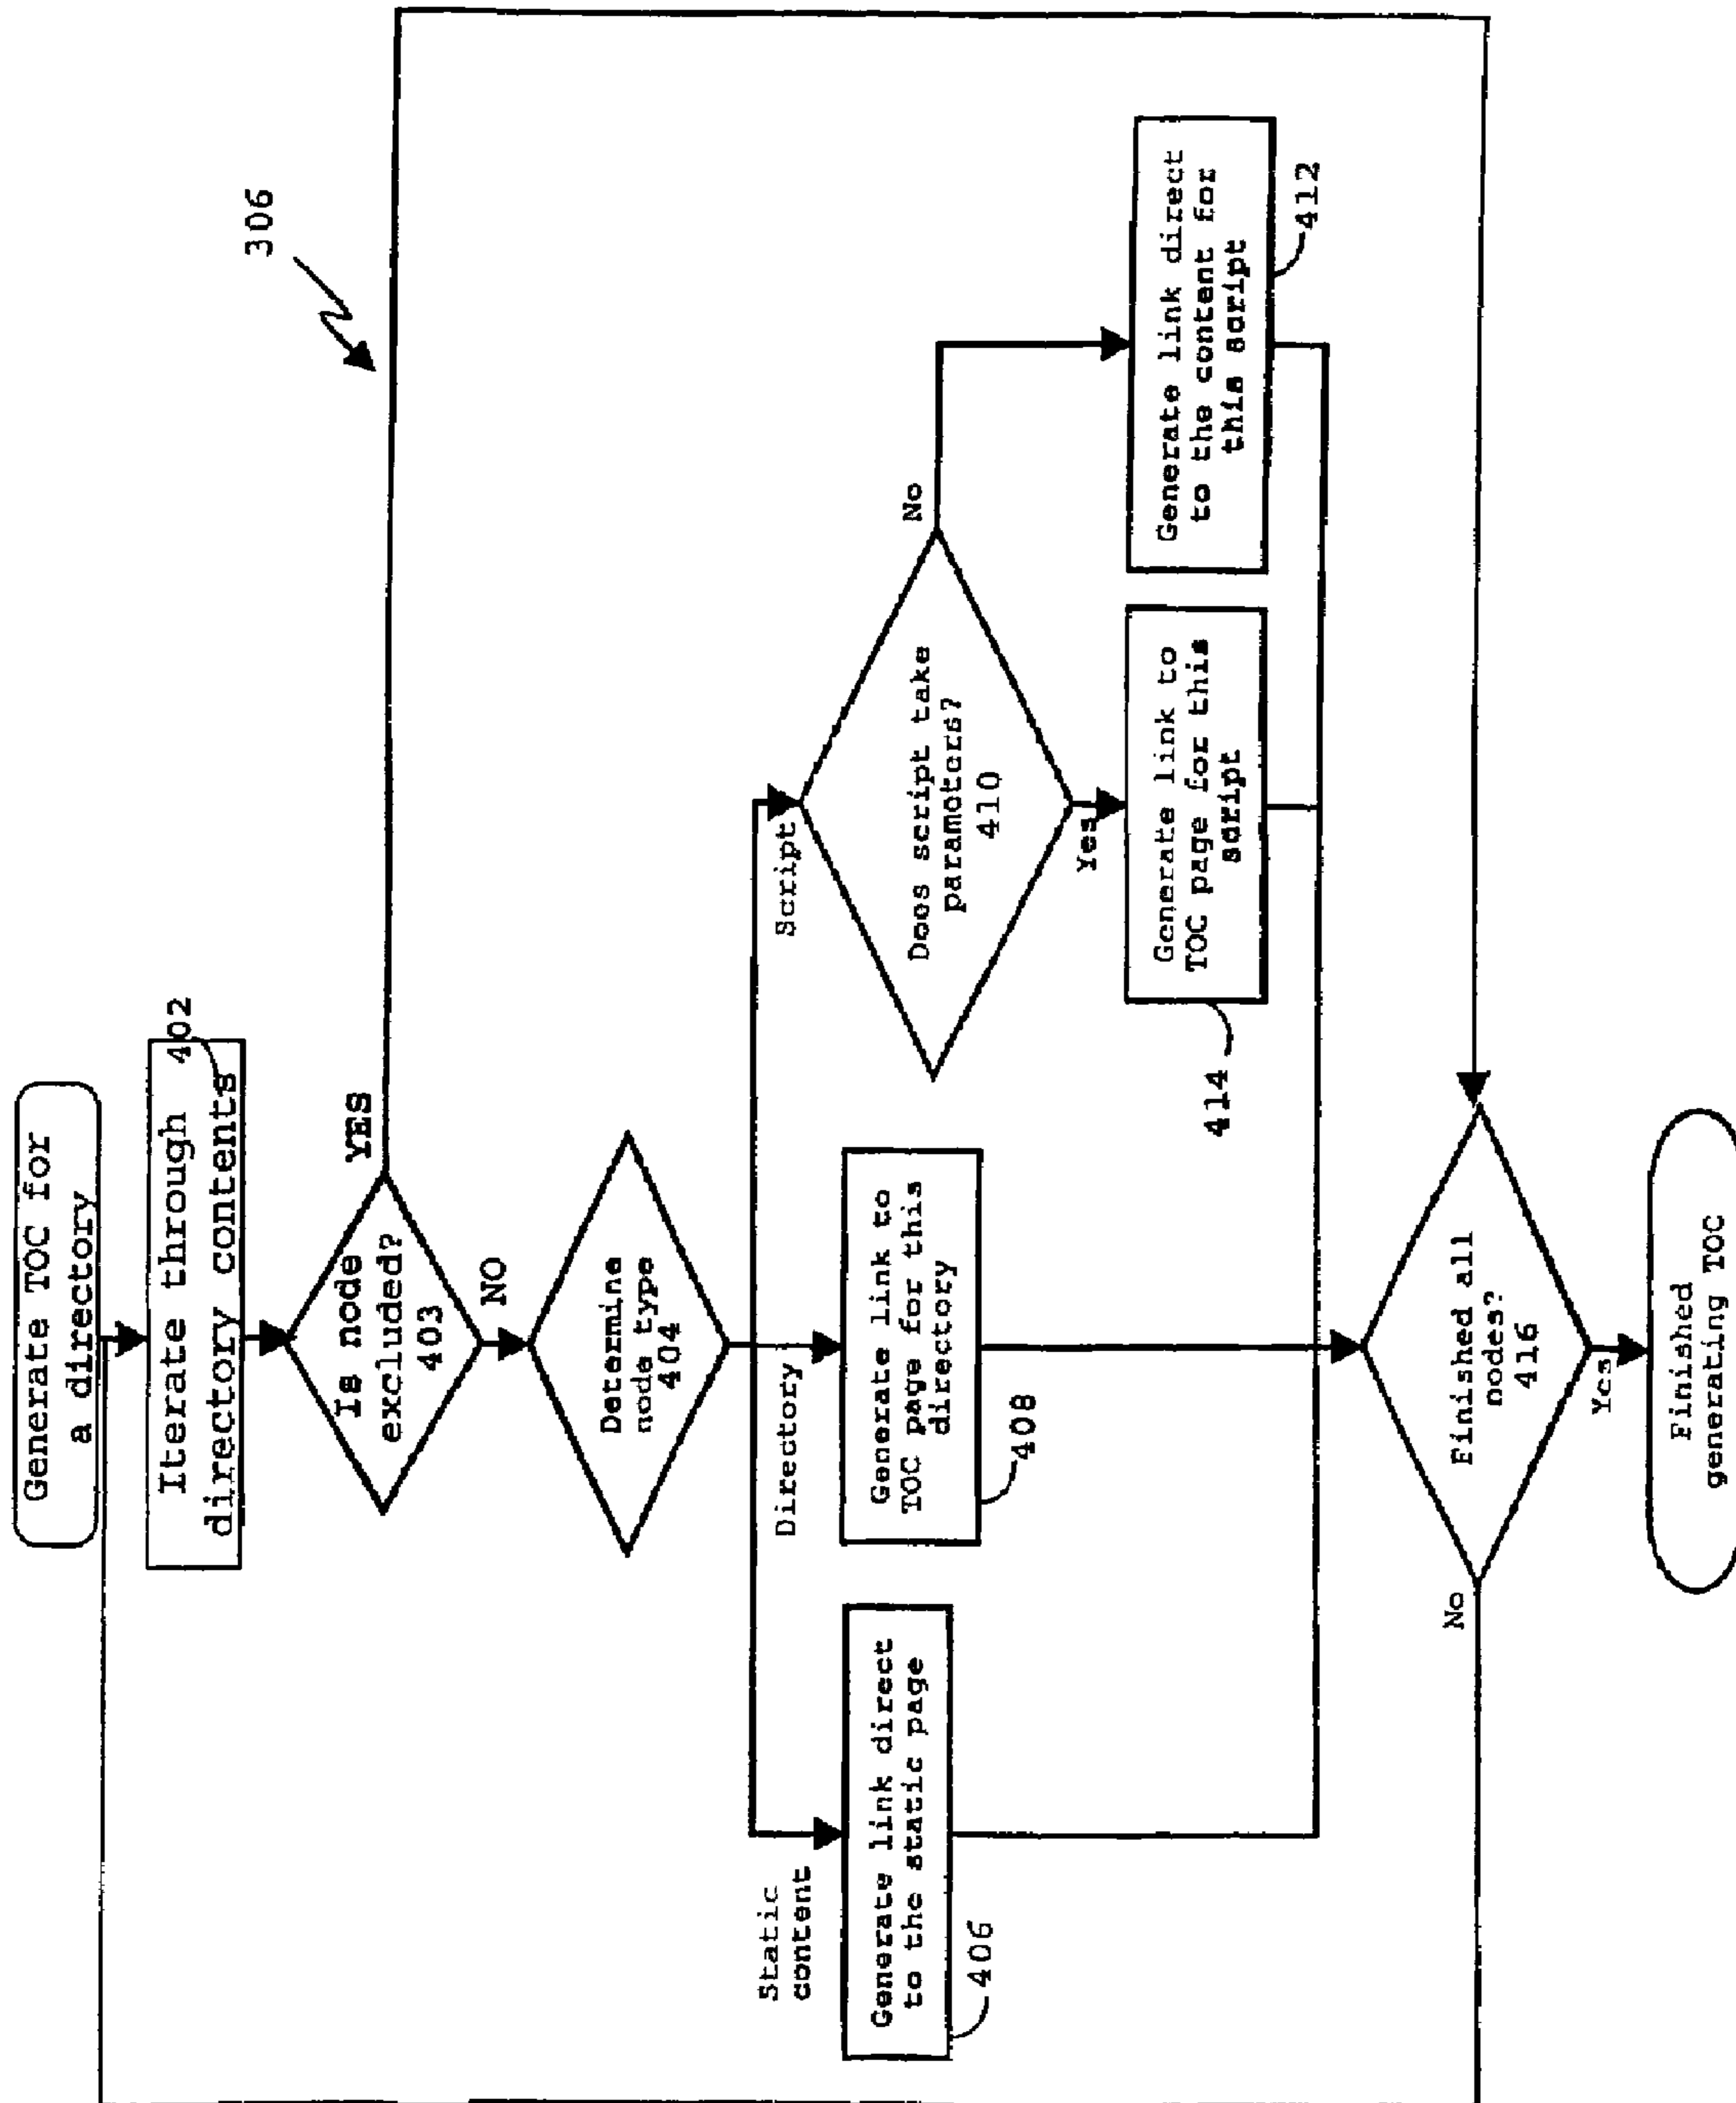 306
Generate TOC for
a directory
Iterate through
directory contents
402
Is node
excluded?
403
YES
NO
Determine
node type
404
Static
content
Directory
Script
Generate link direct
to the static page
406
Generate link to
TOC page for this
directory
408
Does script take
paramotors?
410
No
Yes
Generate link to
TOC page for this
script
414
Generate link direct
to the content for
this script
412
Finished all
nodes?
416
No
Yes
Finished
generating TOC